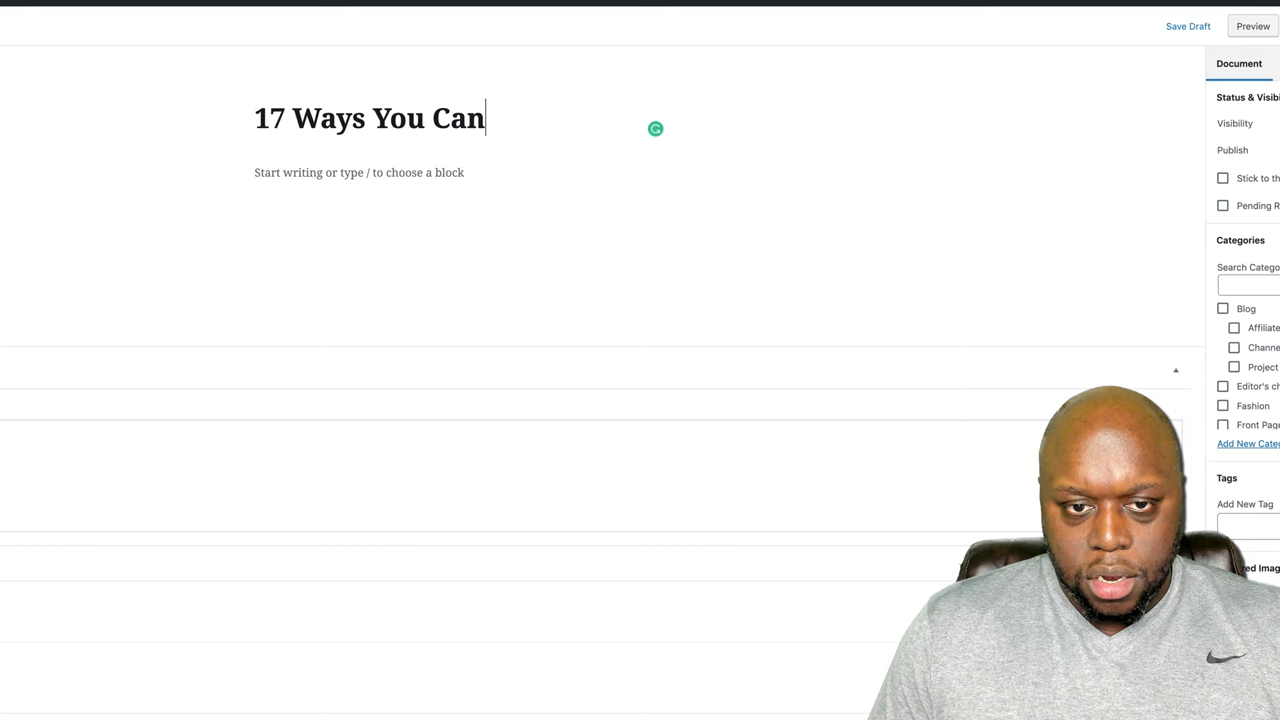 Save Draft
Preview
Document
17 Ways You Can
Start writing or type / to choose a block
Status & Visibi
Visibility
Publish
Stick to th
Pending R
Categories
Search Catego
Blog
Affiliate
Channe
Project
Editor's ch
Fashion
Front Page
Add New Categ
Tags
Add New Tag
ed Imag